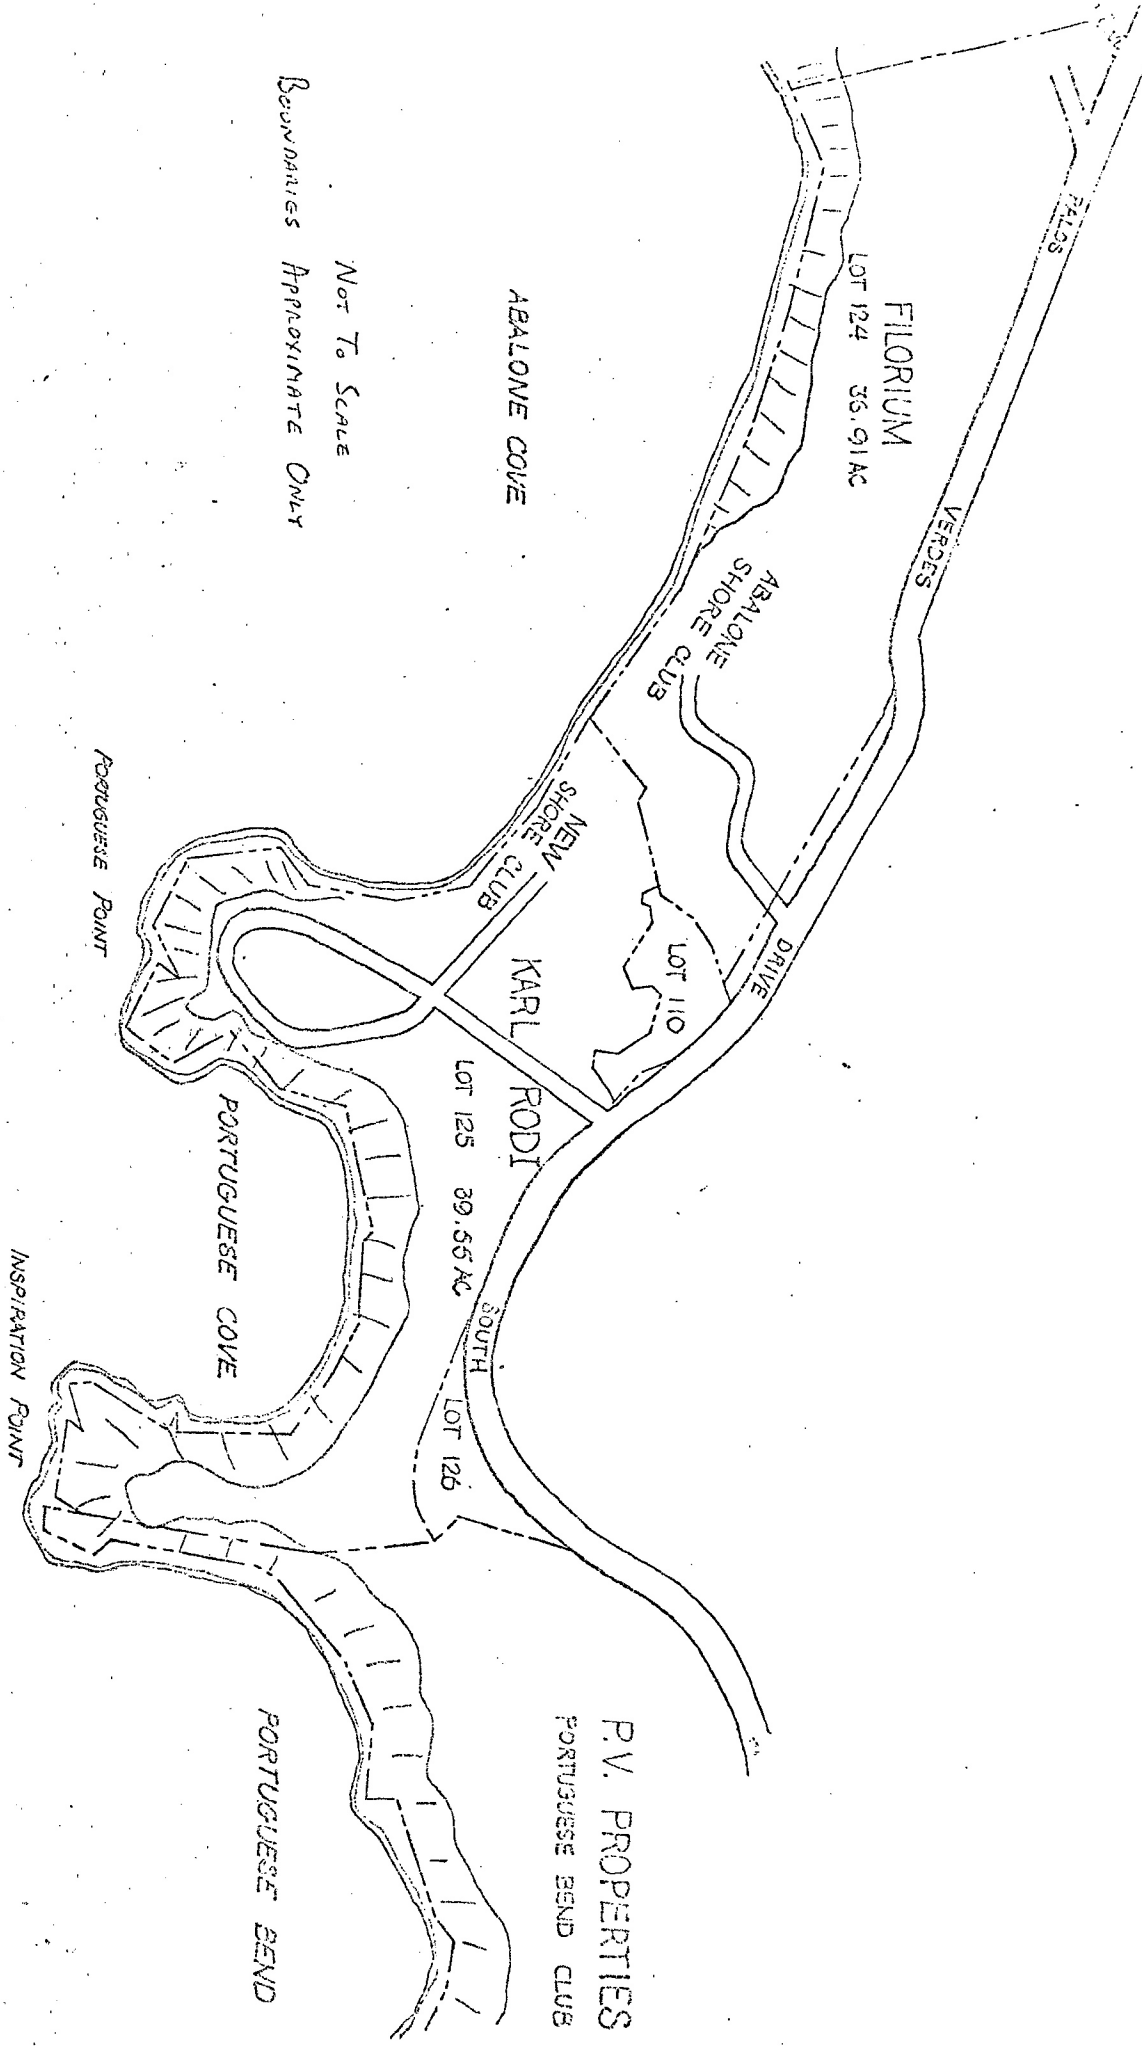 PALOS
VERDES
DRIVE
SOUTH
FILORIUM
LOT 124 36.91 AC
ABALONE
SHORE CLUB
ABALONE COVE
NOT TO SCALE
BOUNDARIES APPROXIMATE ONLY
NEW
SHORE CLUB
LOT 110
KARL RODI
LOT 125 39.55 AC
LOT 126
PORTUGUESE POINT
PORTUGUESE COVE
INSPIRATION POINT
P.V. PROPERTIES
PORTUGUESE BEND CLUB
PORTUGUESE BEND